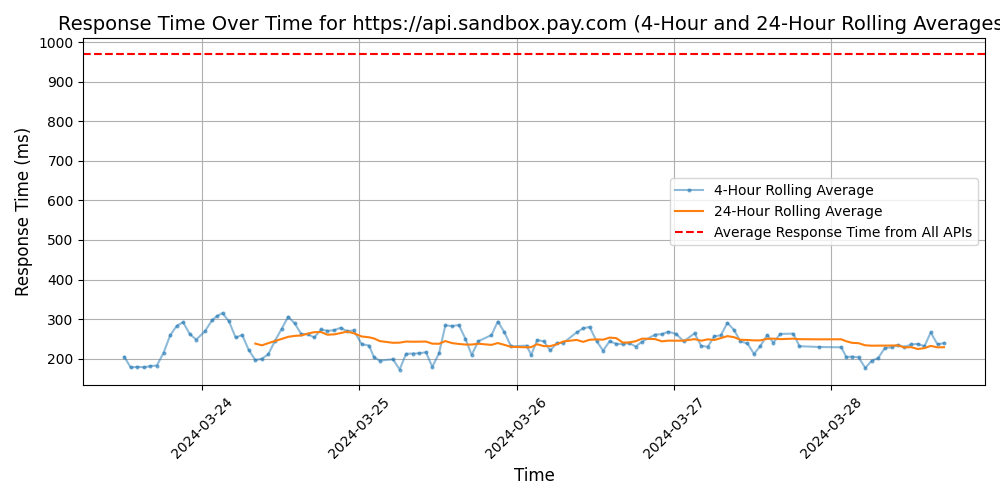 Response Time Over Time for https://api.sandbox.pay.com (4-Hour and 24-Hour Rolling Averages
Response Time (ms)
1000
900
800
700
600
500
400
300
200
4-Hour Rolling Average
24-Hour Rolling Average
Average Response Time from All APIs
2024-03-24
2024-03-25
2024-03-26
2024-03-27
2024-03-28
Time